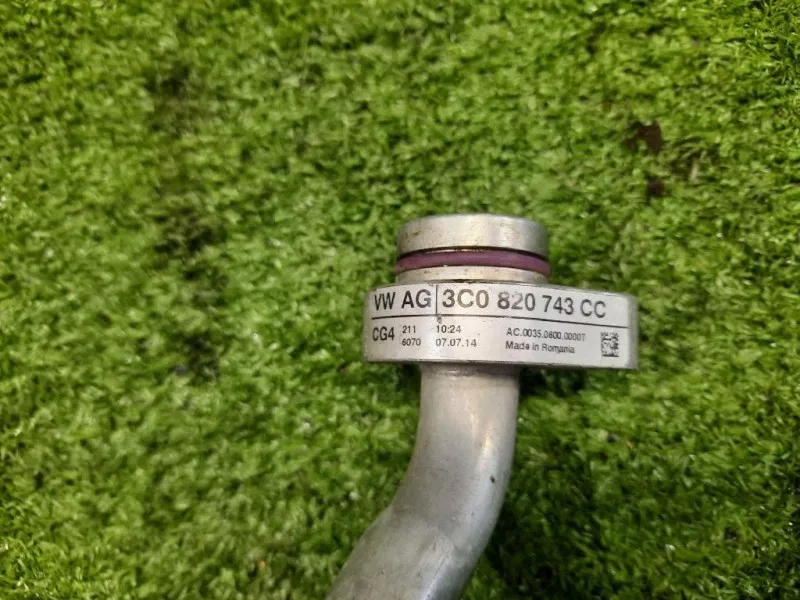 VW AG 3C0 820 743 CC
CG4 211 10:24 AC.0035.0800.0000T
6070 07.07.14 Made in Romania